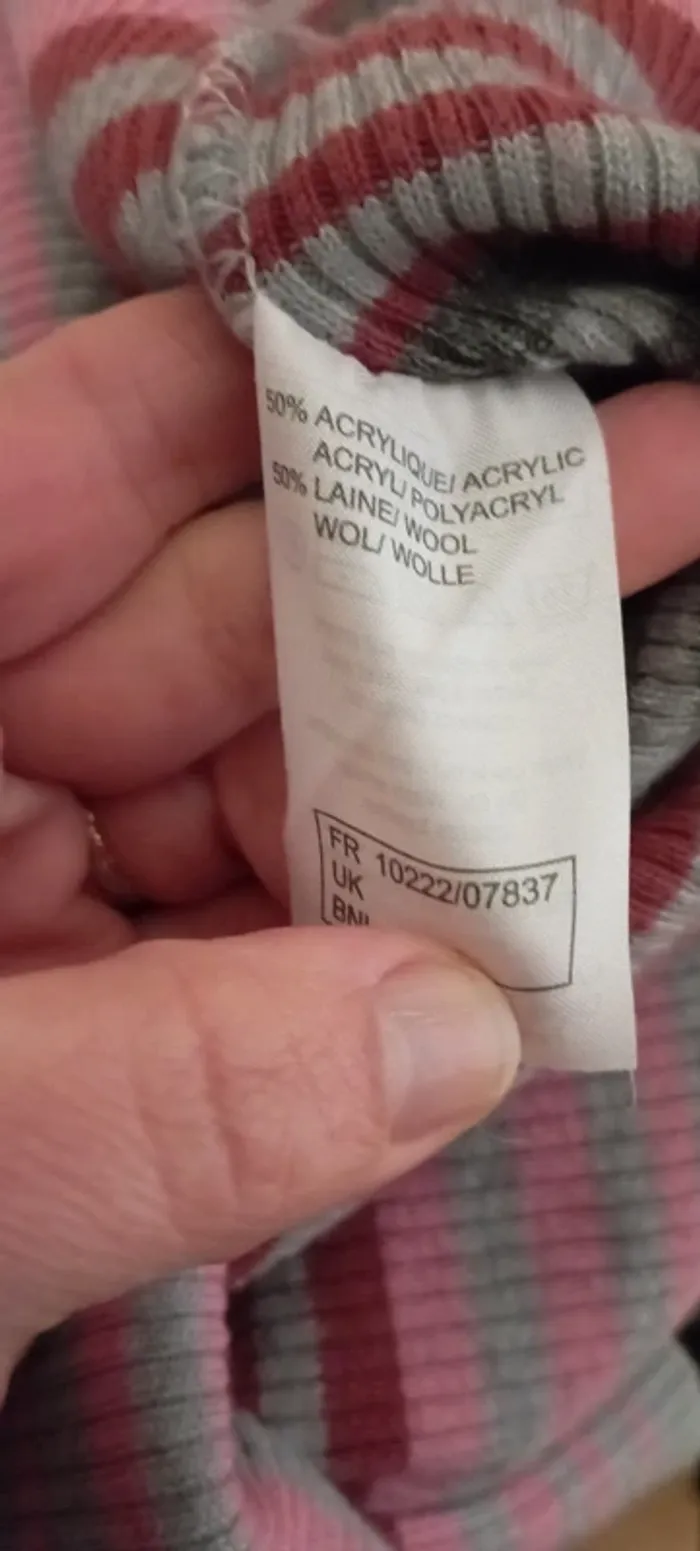 50% ACRYLIQUE/ ACRYLIC
ACRYL/ POLYACRYL
50% LAINE/ WOOL
WOL/ WOLLE
FR 10222/07837
UK